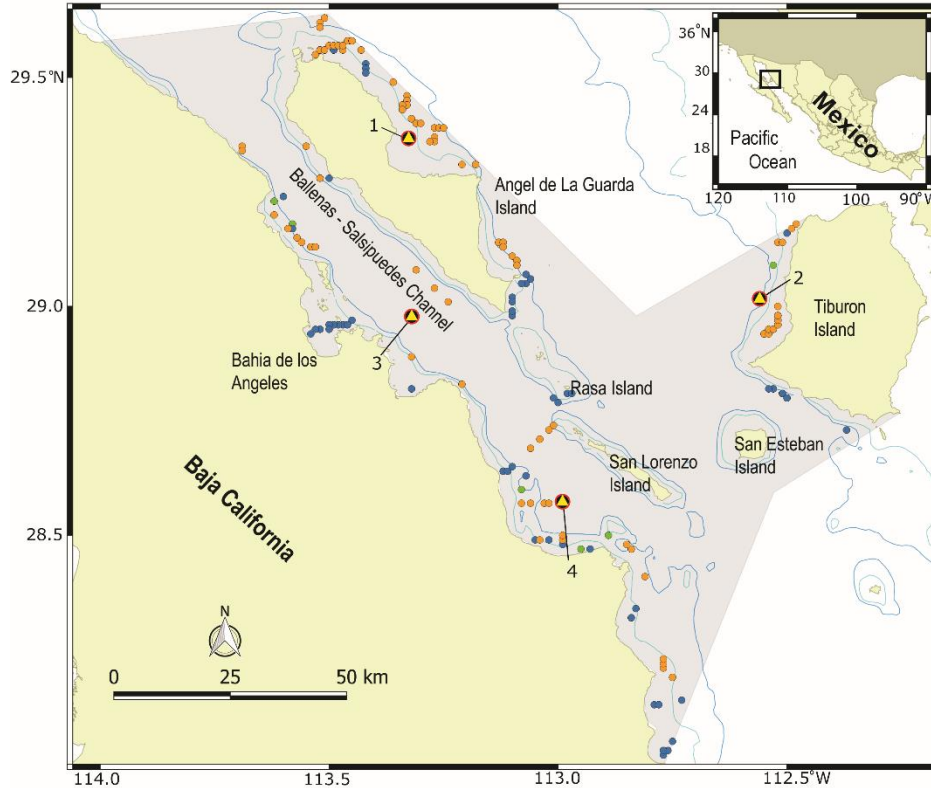 29.5°N
29.0
28.5
114.0
113.5
113.0
112.5°W
36°N
30
24
18
120
110
100
90°W
Mexico
Pacific
Ocean
1
2
3
4
Angel de La Guarda
Island
Ballenas - Salsipuedes Channel
Tiburon
Island
Bahia de los
Angeles
Rasa Island
San Esteban
Island
San Lorenzo
Island
Baja California
N
0
25
50 km